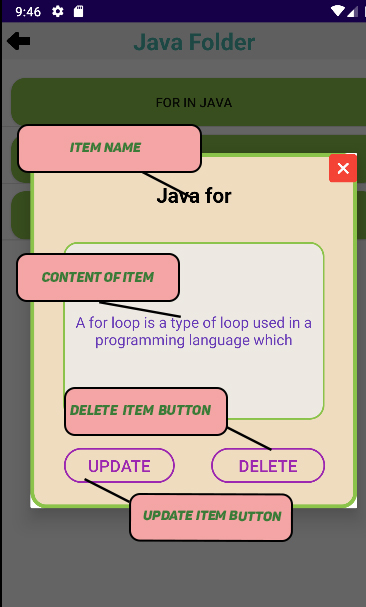 9:46
Java Folder
FOR IN JAVA
ITEM NAME
Java for
CONTENT OF ITEM
A for loop is a type of loop used in a
programming language which
DELETE ITEM BUTTON
UPDATE
DELETE
UPDATE ITEM BUTTON